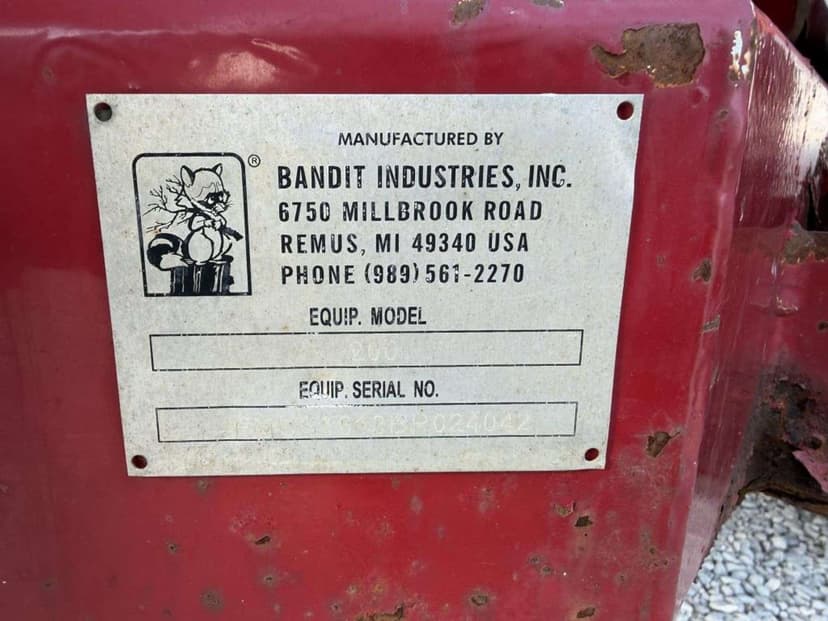 ®
MANUFACTURED BY
BANDIT INDUSTRIES, INC.
6750 MILLBROOK ROAD
REMUS, MI 49340 USA
PHONE (989) 561-2270
EQUIP. MODEL
200
EQUIP. SERIAL NO.